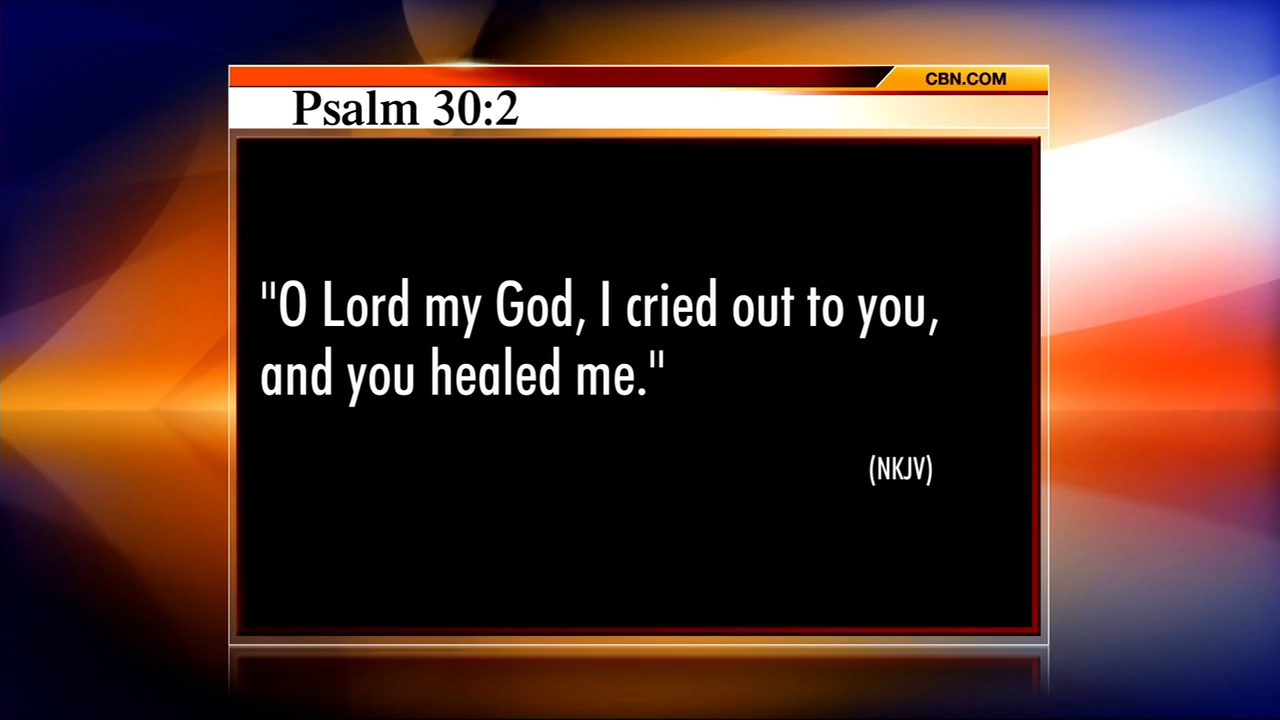 CBN.COM
Psalm 30:2
"O Lord my God, I cried out to you,
and you healed me."
(NKJV)